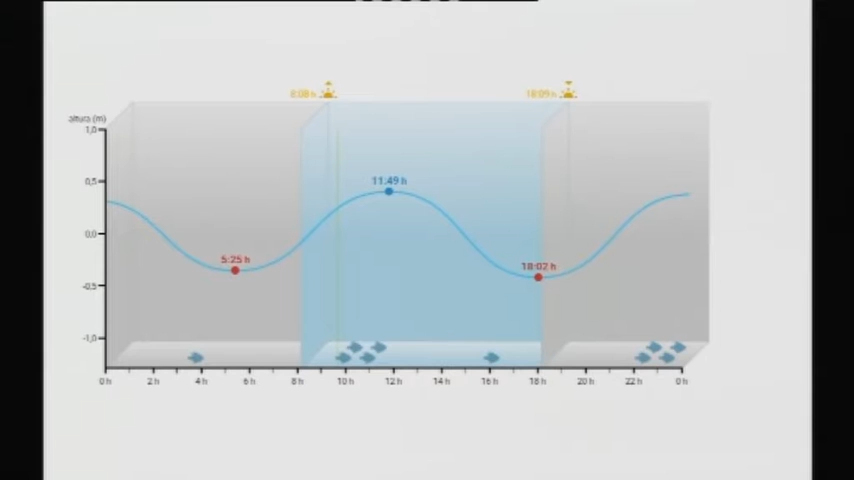 8:08 h
18:09 h
altura (m)
1,0
11:49 h
0,5
0,0
5:25 h
18:02 h
-0,5
-1,0
0 h 2 h 4 h 6 h 8 h 10 h 12 h 14 h 16 h 18 h 20 h 22 h 0 h